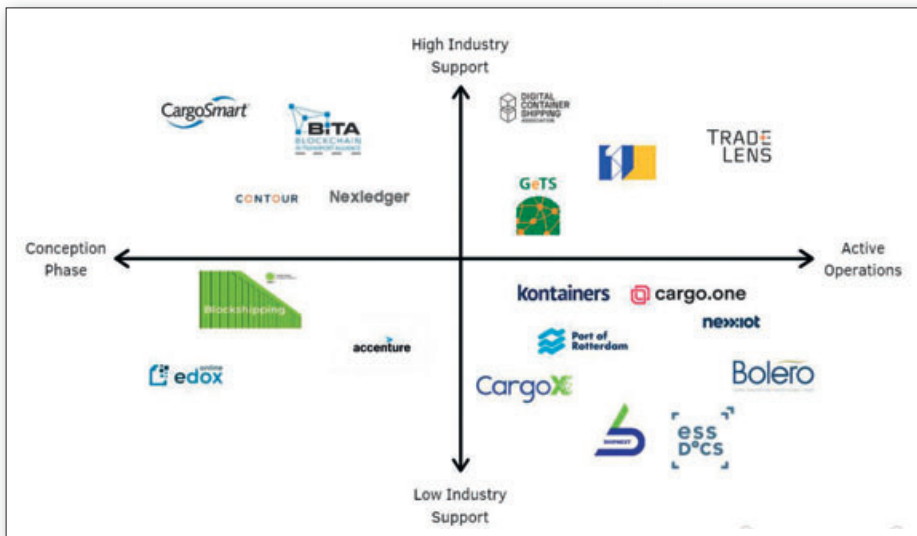 High Industry
Support
CargoSmart
BiTA
BLOCKCHAIN
IN TRANSPORT ALLIANCE
DIGITAL
CONTAINER
SHIPPING
ASSOCIATION
TRADE
LENS
GeTS
CONTOUR
Nexledger
Conception
Phase
Active
Operations
Blockshipping
kontainers
cargo.one
nexxiot
accenture
Port of
Rotterdam
online
edox
CargoX
Bolero
SHIPNEXT
ess
DOCS
Low Industry
Support